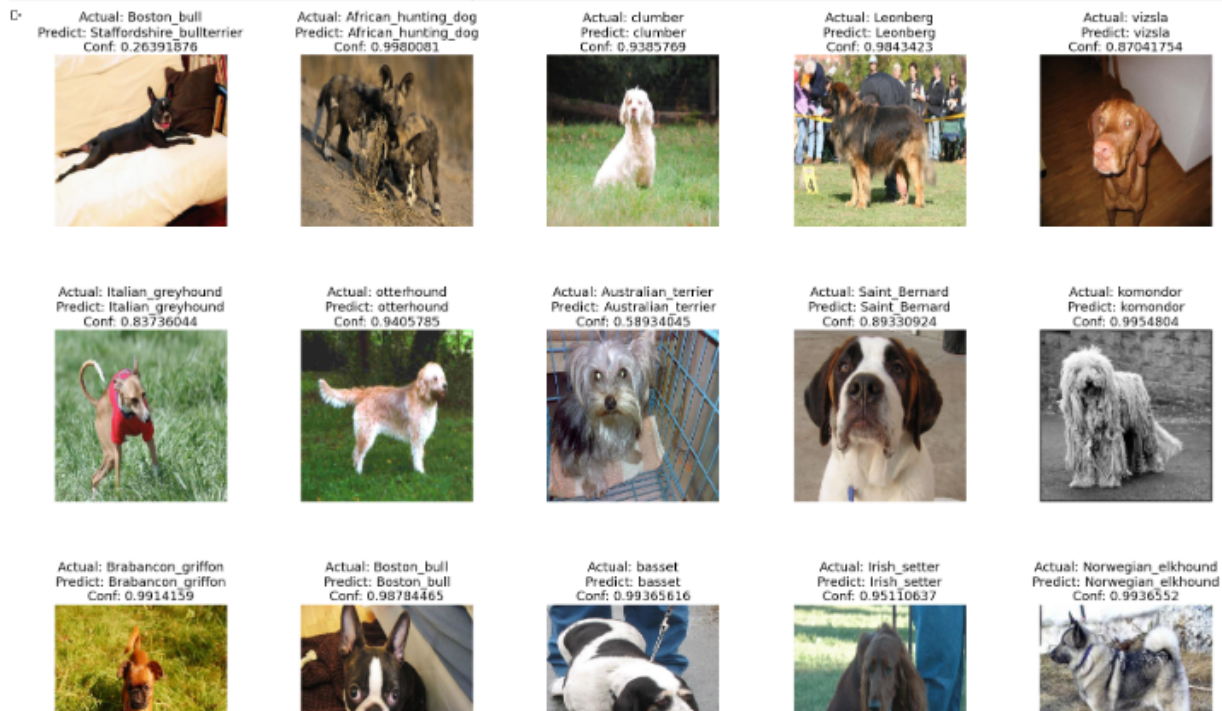 Actual: Boston_bull
Predict: Staffordshire_bullterrier
Conf: 0.26391876
Actual: African_hunting_dog
Predict: African_hunting_dog
Conf: 0.9980081
Actual: clumber
Predict: clumber
Conf: 0.9385769
Actual: Leonberg
Predict: Leonberg
Conf: 0.9843423
Actual: vizsla
Predict: vizsla
Conf: 0.87041754
Actual: Italian_greyhound
Predict: Italian_greyhound
Conf: 0.83736044
Actual: otterhound
Predict: otterhound
Conf: 0.9405785
Actual: Australian_terrier
Predict: Australian_terrier
Conf: 0.58934045
Actual: Saint_Bernard
Predict: Saint_Bernard
Conf: 0.89330924
Actual: komondor
Predict: komondor
Conf: 0.9954804
Actual: Brabancon_griffon
Predict: Brabancon_griffon
Conf: 0.9914159
Actual: Boston_bull
Predict: Boston_bull
Conf: 0.98784465
Actual: basset
Predict: basset
Conf: 0.99365616
Actual: Irish_setter
Predict: Irish_setter
Conf: 0.95110637
Actual: Norwegian_elkhound
Predict: Norwegian_elkhound
Conf: 0.9936552